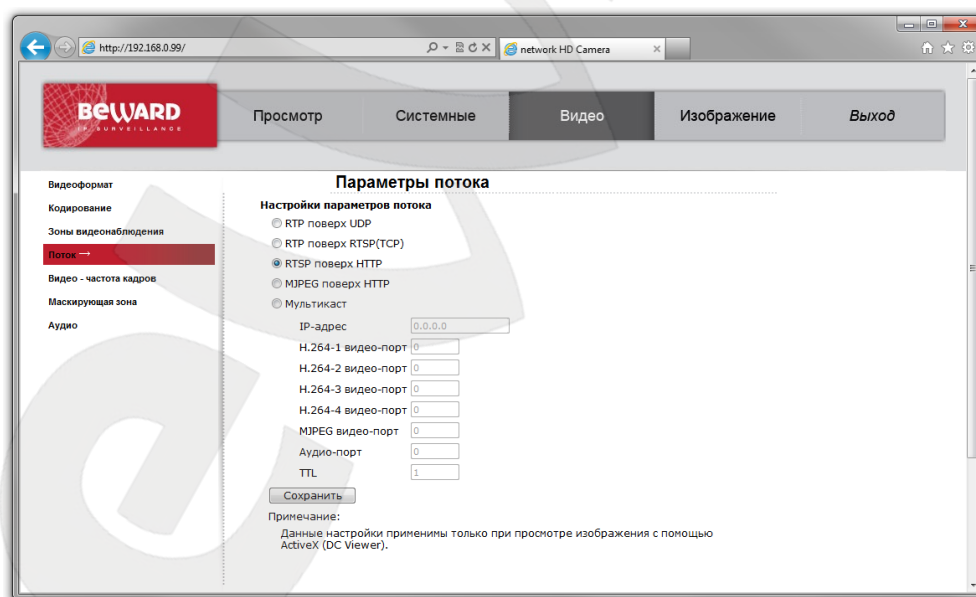 http://192.168.0.99/
network HD Camera
BEWARD
IP SURVEILLANCE
Просмотр
Системные
Видео
Изображение
Выход
Видеоформат
Кодирование
Зоны видеонаблюдения
Поток →
Видео - частота кадров
Маскирующая зона
Аудио
Параметры потока
Настройки параметров потока
RTP поверх UDP
RTP поверх RTSP(TCP)
RTSP поверх HTTP
MJPEG поверх HTTP
Мультикаст
IP-адрес 0.0.0.0
H.264-1 видео-порт 0
H.264-2 видео-порт 0
H.264-3 видео-порт 0
H.264-4 видео-порт 0
MJPEG видео-порт 0
Аудио-порт 0
TTL 1
Сохранить
Примечание:
Данные настройки применимы только при просмотре изображения с помощью
ActiveX (DC Viewer).